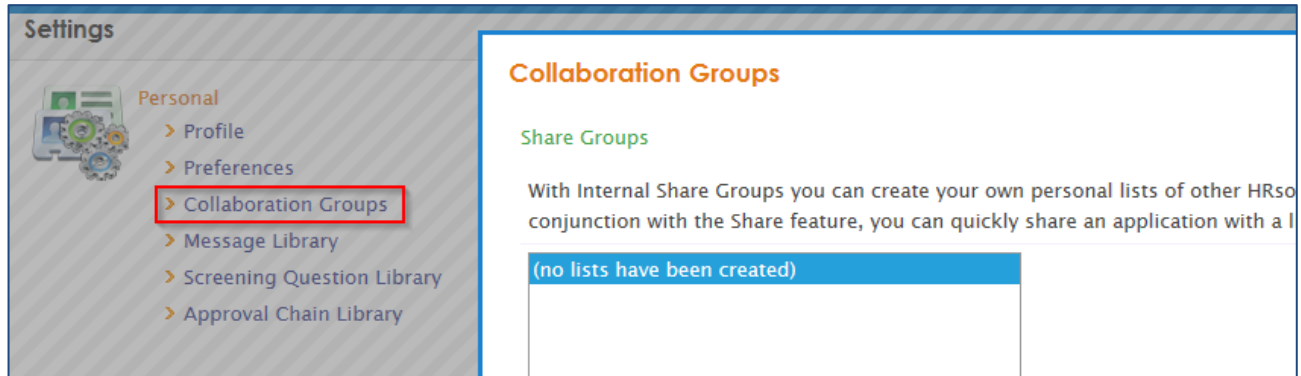 Settings
Personal
Profile
Preferences
Collaboration Groups
Message Library
Screening Question Library
Approval Chain Library
Collaboration Groups
Share Groups
With Internal Share Groups you can create your own personal lists of other HRso
conjunction with the Share feature, you can quickly share an application with a l
(no lists have been created)